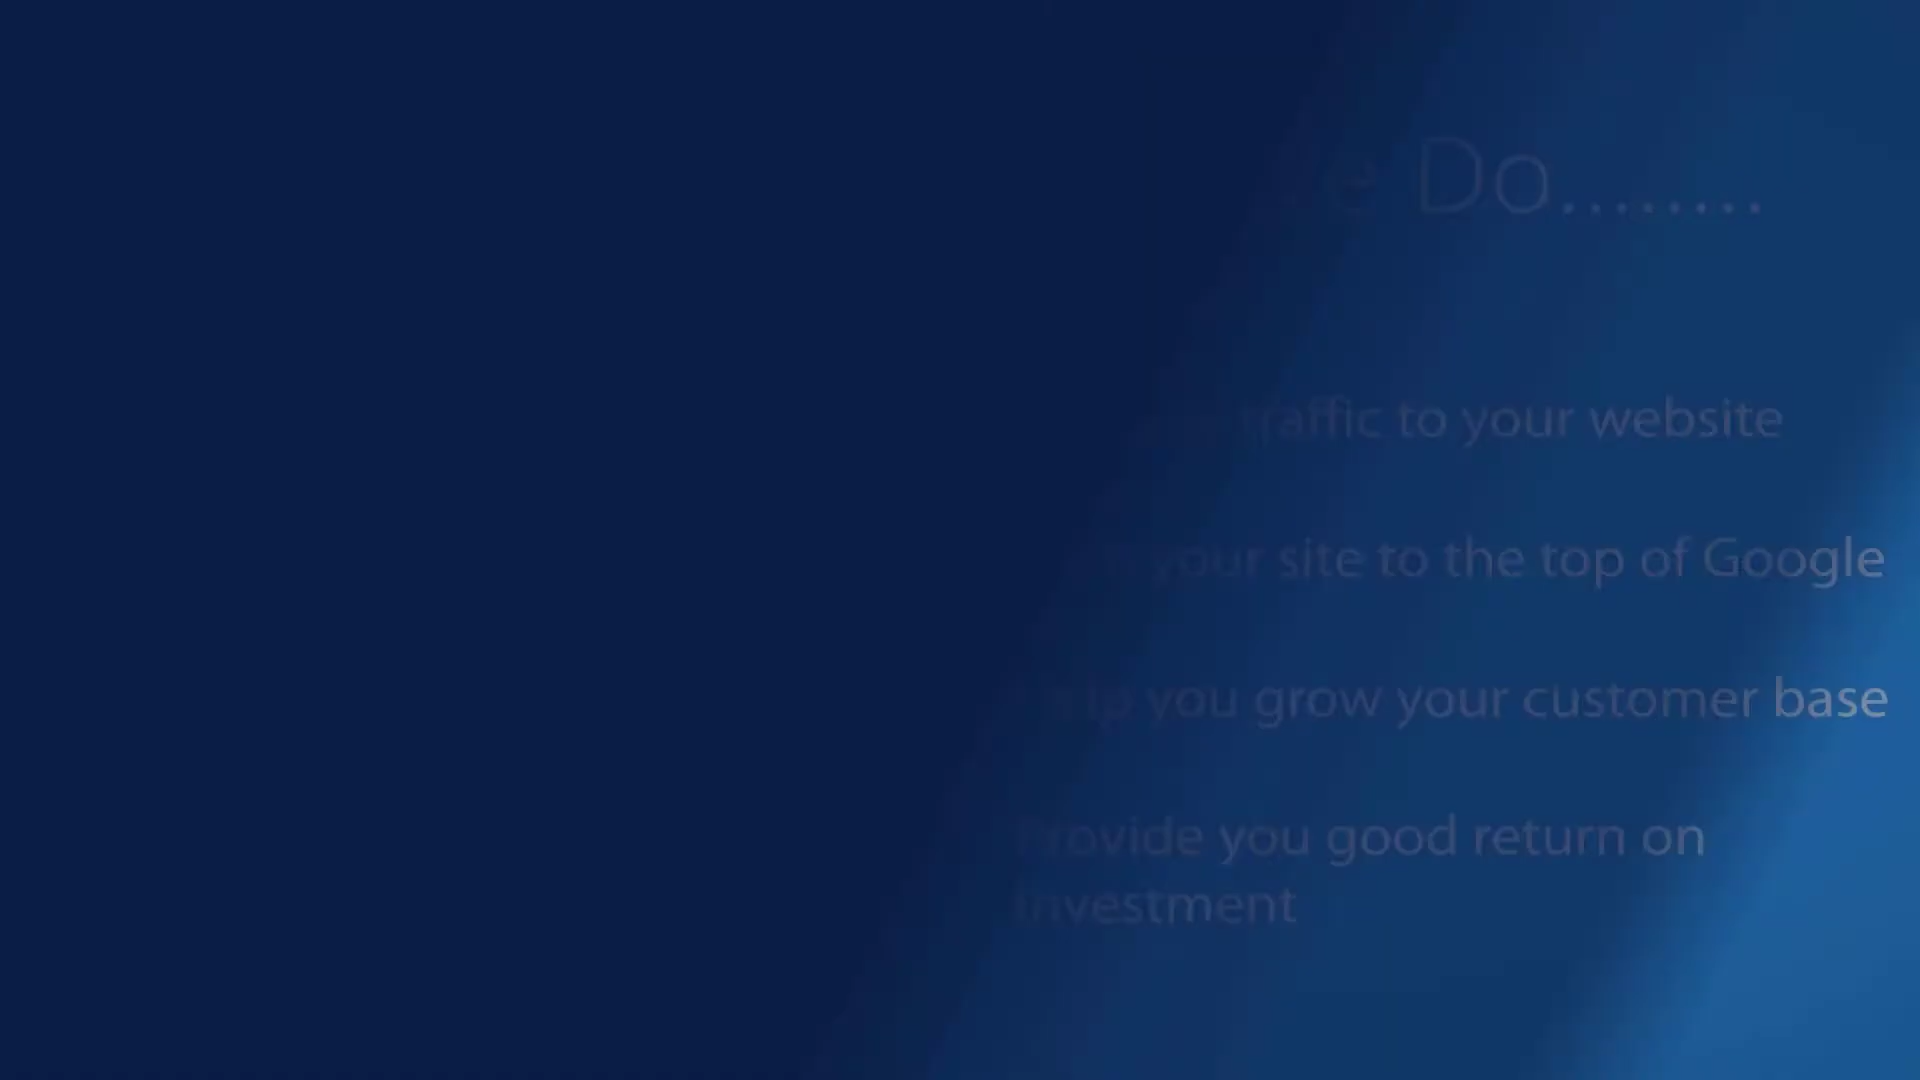 Do........
traffic to your website
your site to the top of Google
you grow your customer base
Provide you good return on
investment